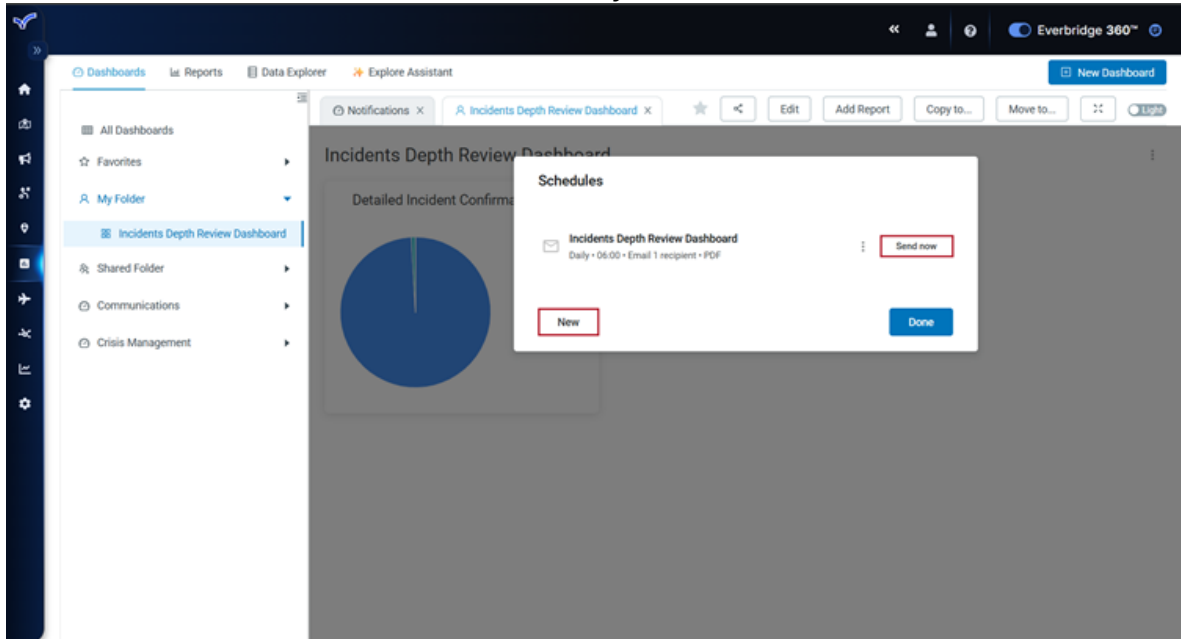 Everbridge 360™
Dashboards Reports Data Explorer Explore Assistant New Dashboard
Notifications × Incidents Depth Review Dashboard × Edit Add Report Copy to... Move to... Light
All Dashboards
Favorites
My Folder
Incidents Depth Review Dashboard
Shared Folder
Communications
Crisis Management
Incidents Depth Review Dashboard
Detailed Incident Confirma
Schedules
Incidents Depth Review Dashboard
Daily • 06:00 • Email 1 recipient • PDF
Send now
New Done